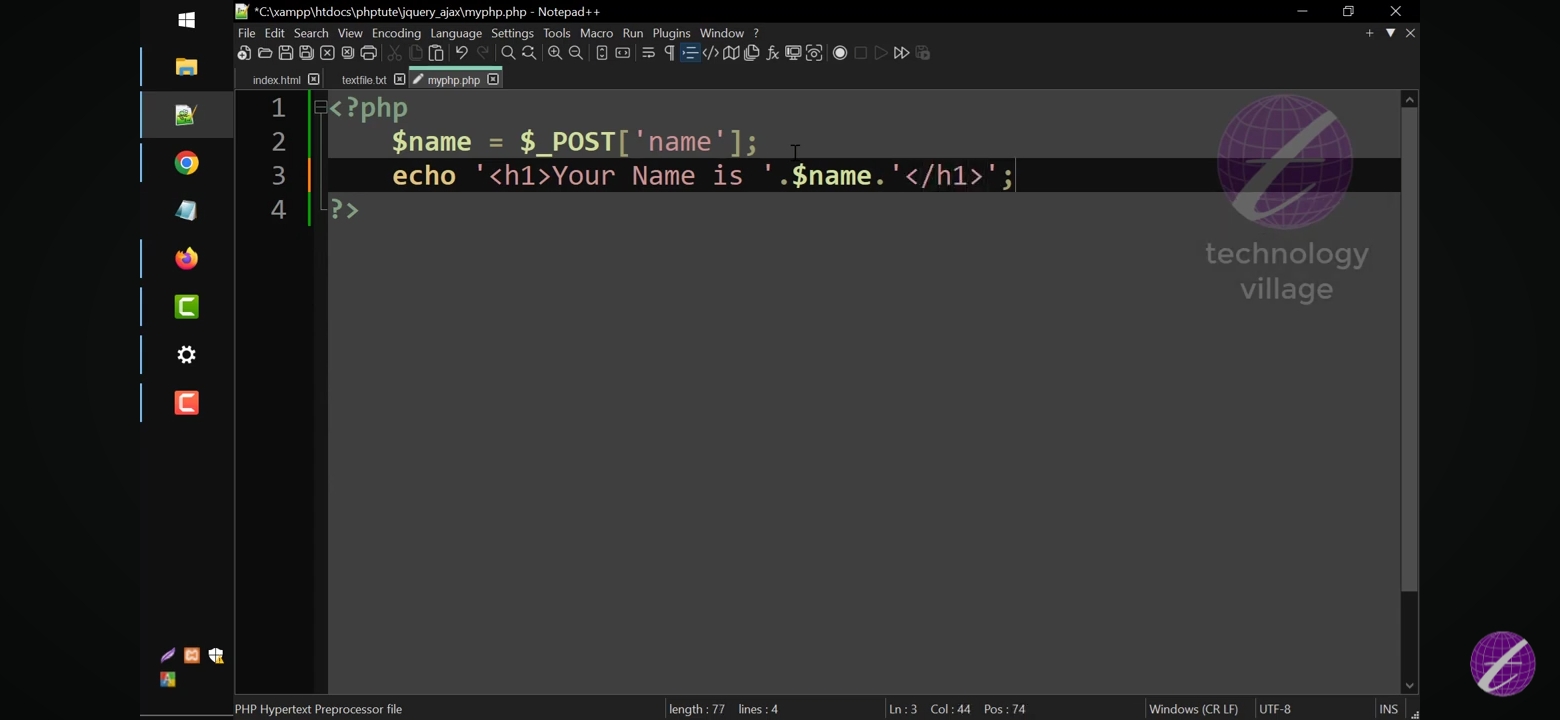 *C:\xampp\htdocs\phptute\jquery_ajax\myphp.php - Notepad++
File Edit Search View Encoding Language Settings Tools Macro Run Plugins Window ?
index.html textfile.txt myphp.php
1 <?php
2 $name = $_POST['name'];
3 echo '<h1>Your Name is '.$name.'</h1>';
4 ?>
technology
village
PHP Hypertext Preprocessor file length : 77 lines : 4 Ln : 3 Col : 44 Pos : 74 Windows (CR LF) UTF-8 INS